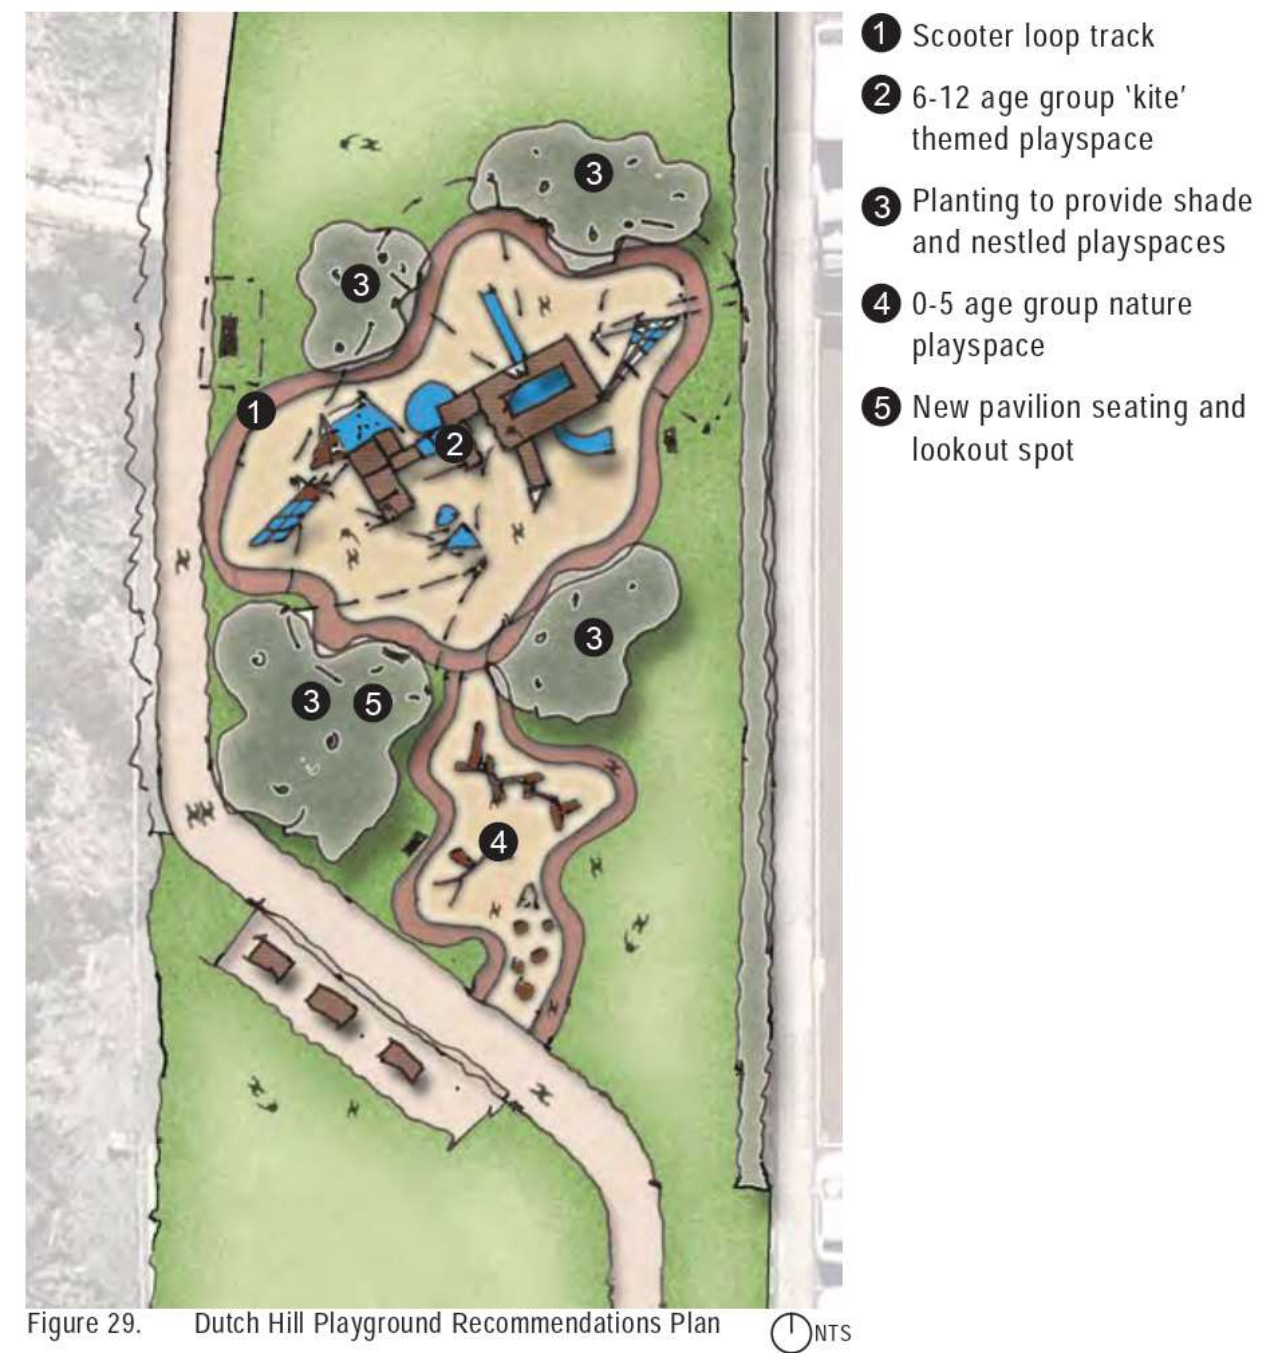 1 Scooter loop track
2 6-12 age group ‘kite’
themed playspace
3 Planting to provide shade
and nestled playspaces
4 0-5 age group nature
playspace
5 New pavilion seating and
lookout spot
3
3
1
2
3
3 5
4
Figure 29. Dutch Hill Playground Recommendations Plan NTS